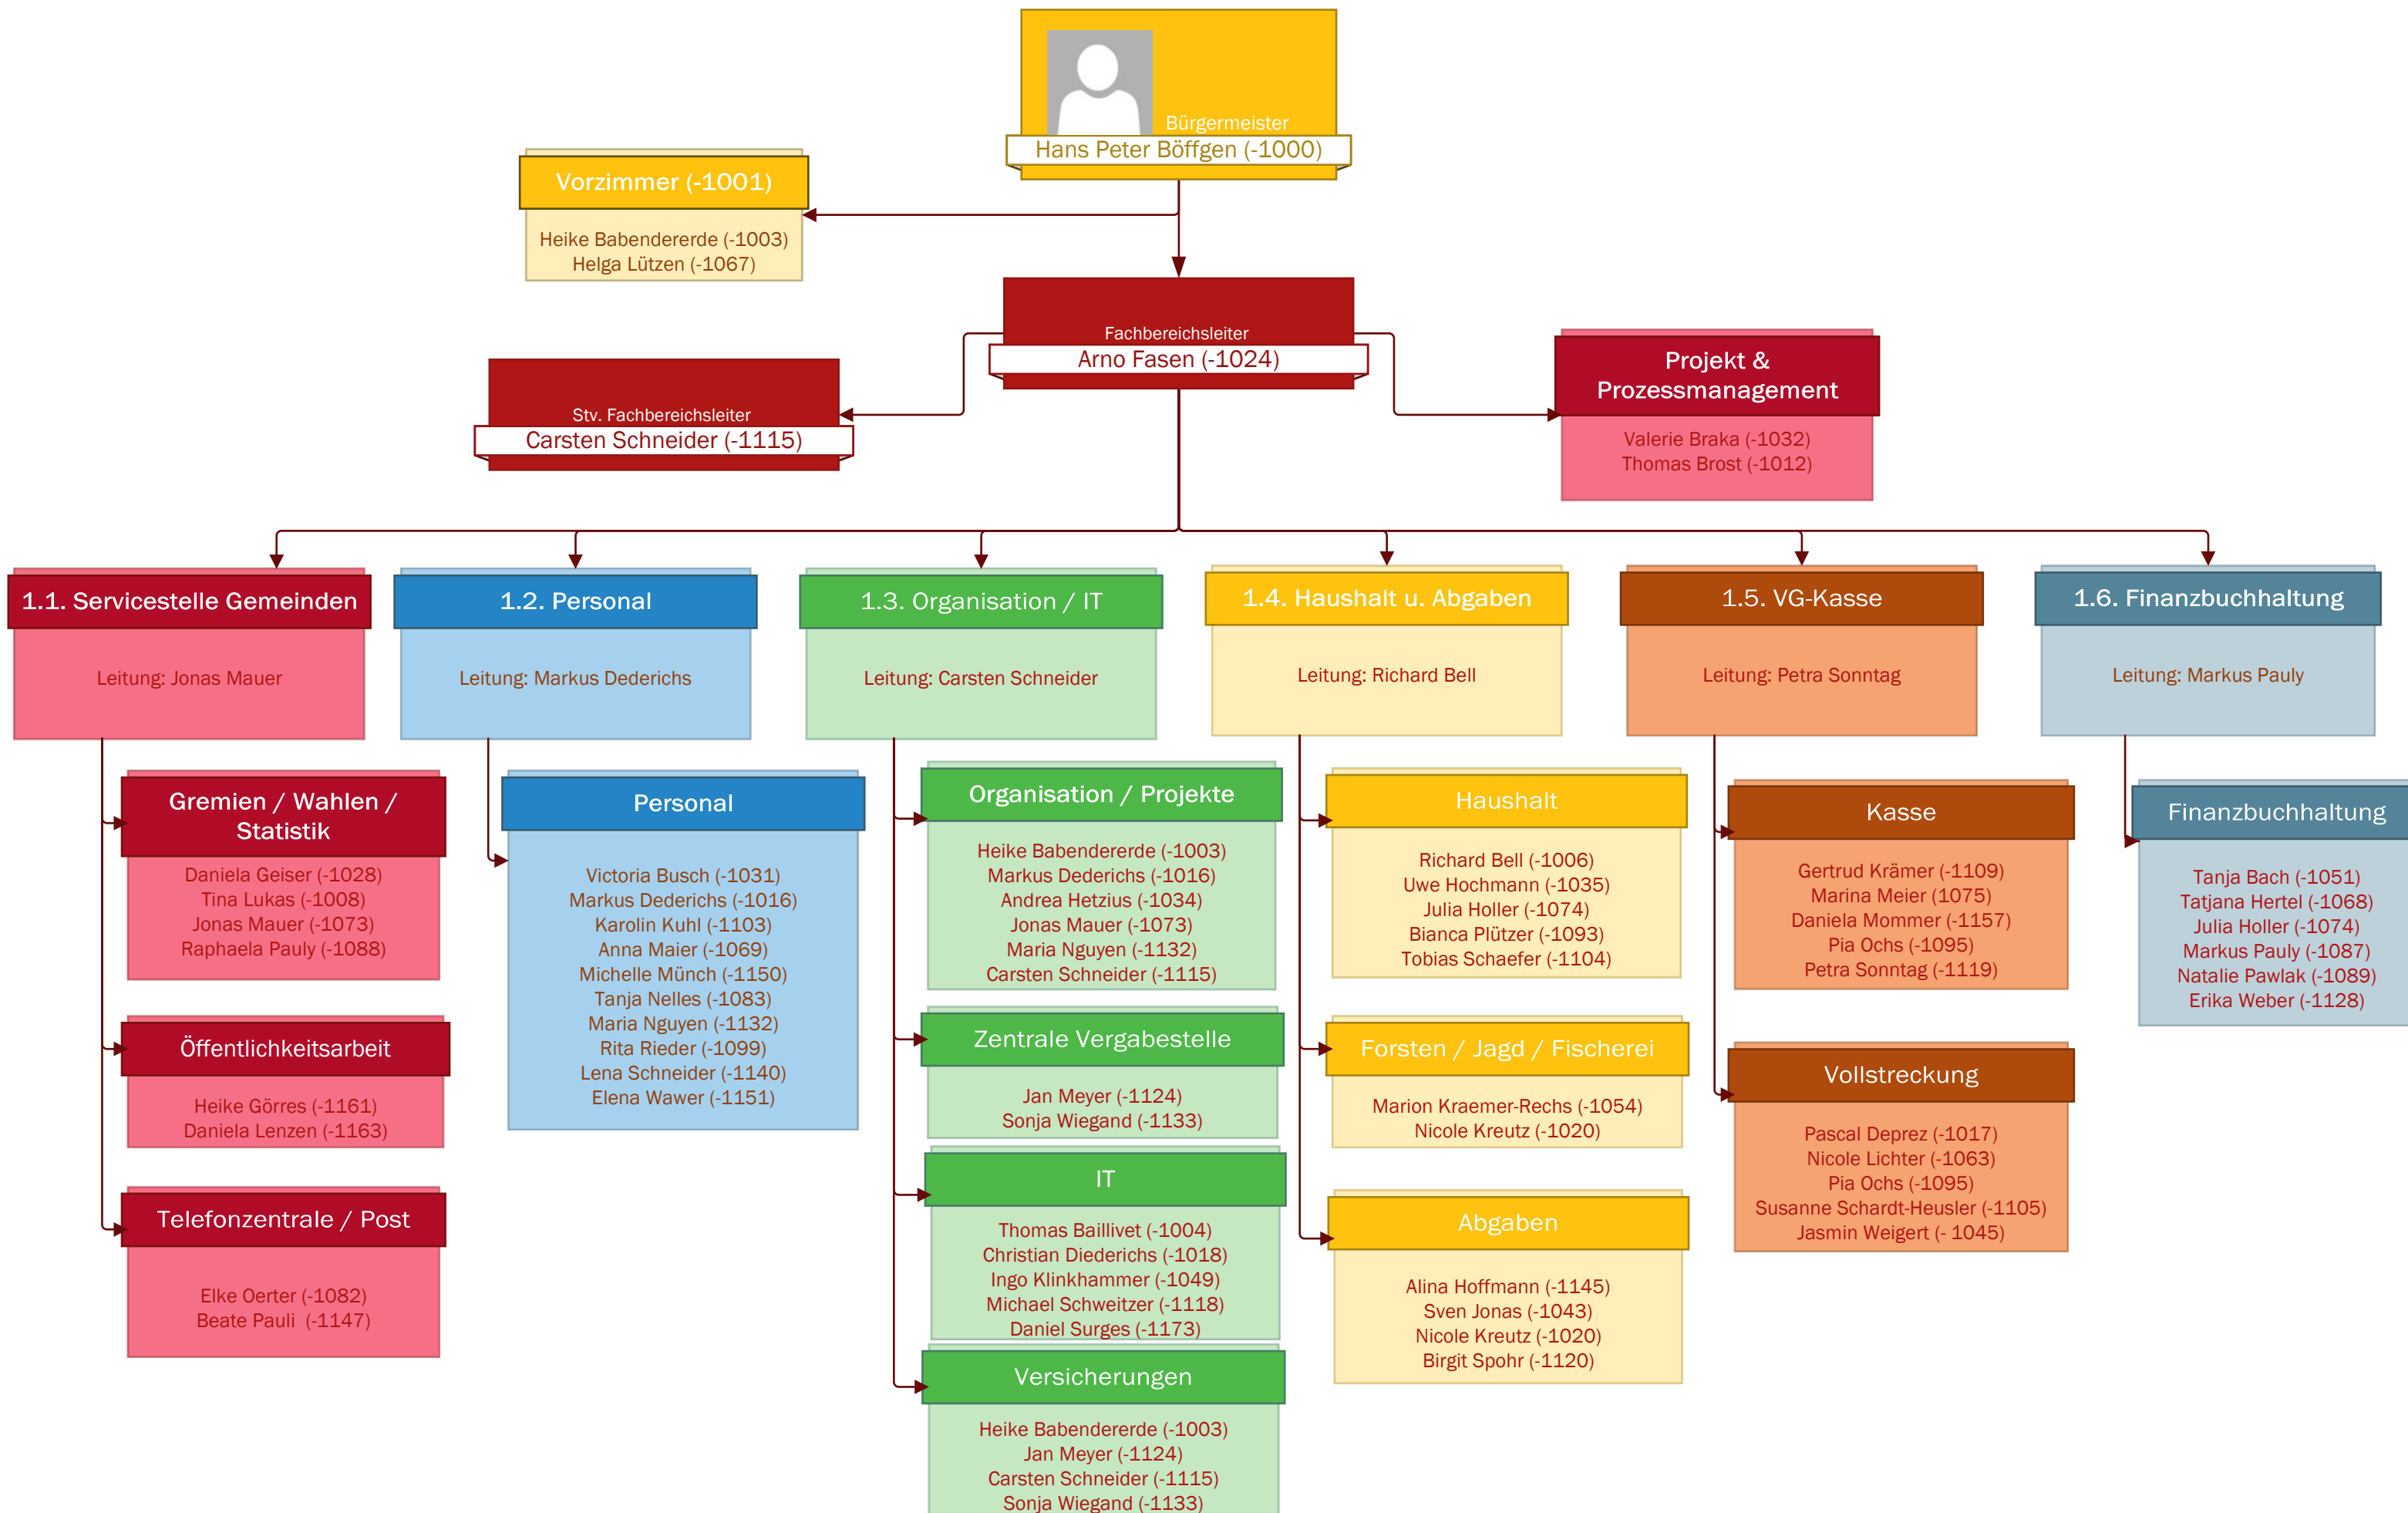 Bürgermeister
Hans Peter Böffgen (-1000)
Vorzimmer (-1001)
Heike Babendererde (-1003)
Helga Lützen (-1067)
Fachbereichsleiter
Arno Fasen (-1024)
Stv. Fachbereichsleiter
Carsten Schneider (-1115)
Projekt &
Prozessmanagement
Valerie Braka (-1032)
Thomas Brost (-1012)
1.1. Servicestelle Gemeinden
Leitung: Jonas Mauer
Gremien / Wahlen /
Statistik
Daniela Geiser (-1028)
Tina Lukas (-1008)
Jonas Mauer (-1073)
Raphaela Pauly (-1088)
Öffentlichkeitsarbeit
Heike Görres (-1161)
Daniela Lenzen (-1163)
Telefonzentrale / Post
Elke Oerter (-1082)
Beate Pauli (-1147)
1.2. Personal
Leitung: Markus Dederichs
Personal
Victoria Busch (-1031)
Markus Dederichs (-1016)
Karolin Kuhl (-1103)
Anna Maier (-1069)
Michelle Münch (-1150)
Tanja Nelles (-1083)
Maria Nguyen (-1132)
Rita Rieder (-1099)
Lena Schneider (-1140)
Elena Wawer (-1151)
1.3. Organisation / IT
Leitung: Carsten Schneider
Organisation / Projekte
Heike Babendererde (-1003)
Markus Dederichs (-1016)
Andrea Hetzius (-1034)
Jonas Mauer (-1073)
Maria Nguyen (-1132)
Carsten Schneider (-1115)
Zentrale Vergabestelle
Jan Meyer (-1124)
Sonja Wiegand (-1133)
IT
Thomas Baillivet (-1004)
Christian Diederichs (-1018)
Ingo Klinkhammer (-1049)
Michael Schweitzer (-1118)
Daniel Surges (-1173)
Versicherungen
Heike Babendererde (-1003)
Jan Meyer (-1124)
Carsten Schneider (-1115)
Sonja Wiegand (-1133)
1.4. Haushalt u. Abgaben
Leitung: Richard Bell
Haushalt
Richard Bell (-1006)
Uwe Hochmann (-1035)
Julia Holler (-1074)
Bianca Plützer (-1093)
Tobias Schaefer (-1104)
Forsten / Jagd / Fischerei
Marion Kraemer-Rechs (-1054)
Nicole Kreutz (-1020)
Abgaben
Alina Hoffmann (-1145)
Sven Jonas (-1043)
Nicole Kreutz (-1020)
Birgit Spohr (-1120)
1.5. VG-Kasse
Leitung: Petra Sonntag
Kasse
Gertrud Krämer (-1109)
Marina Meier (1075)
Daniela Mommer (-1157)
Pia Ochs (-1095)
Petra Sonntag (-1119)
Vollstreckung
Pascal Deprez (-1017)
Nicole Lichter (-1063)
Pia Ochs (-1095)
Susanne Schardt-Heusler (-1105)
Jasmin Weigert (- 1045)
1.6. Finanzbuchhaltung
Leitung: Markus Pauly
Finanzbuchhaltung
Tanja Bach (-1051)
Tatjana Hertel (-1068)
Julia Holler (-1074)
Markus Pauly (-1087)
Natalie Pawlak (-1089)
Erika Weber (-1128)